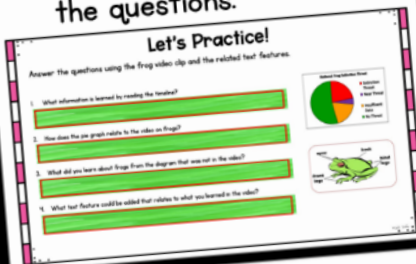 the questions.
Let's Practice!
Answer the questions using the frog video clip and the related text features.
1. What information is learned by reading the timeline?
2. How does the pie graph relate to the video on frogs?
3. What did you learn about frogs from the diagram that was not in the video?
4. What text feature could be added that relates to what you learned in the video?